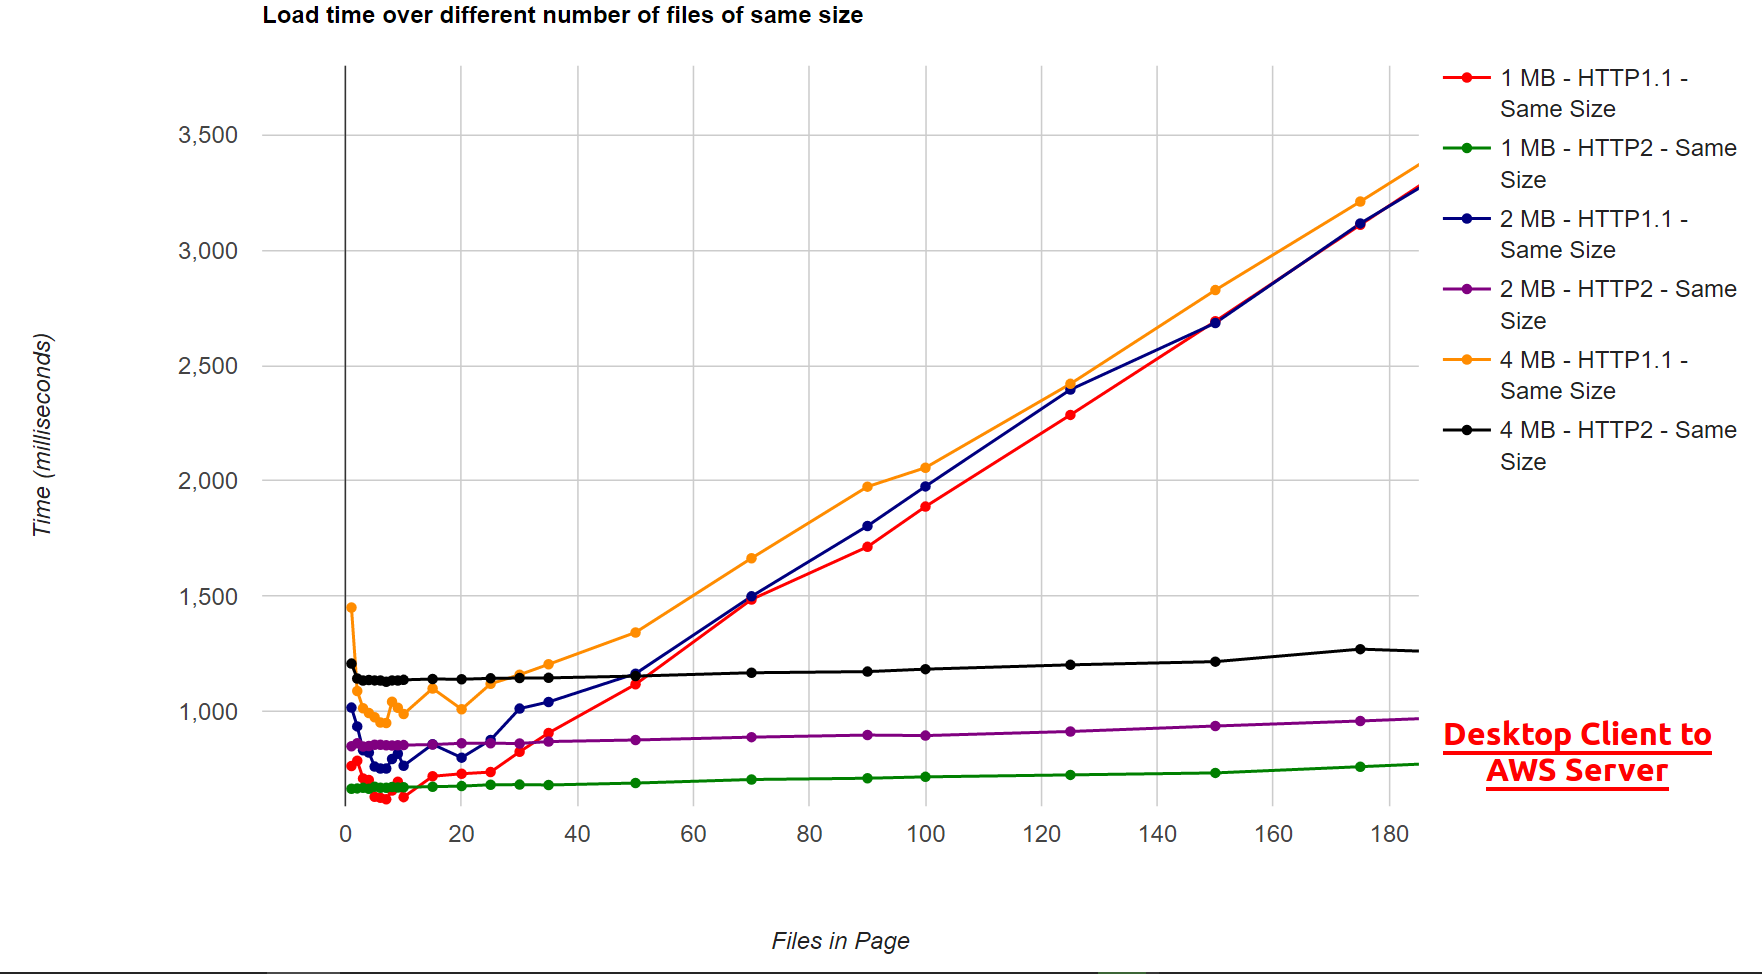 Load time over different number of files of same size
3,500
3,000
2,500
2,000
1,500
1,000
Time (milliseconds)
0 20 40 60 80 100 120 140 160 180
Files in Page
1 MB - HTTP1.1 -
Same Size
1 MB - HTTP2 - Same
Size
2 MB - HTTP1.1 -
Same Size
2 MB - HTTP2 - Same
Size
4 MB - HTTP1.1 -
Same Size
4 MB - HTTP2 - Same
Size
Desktop Client to
AWS Server